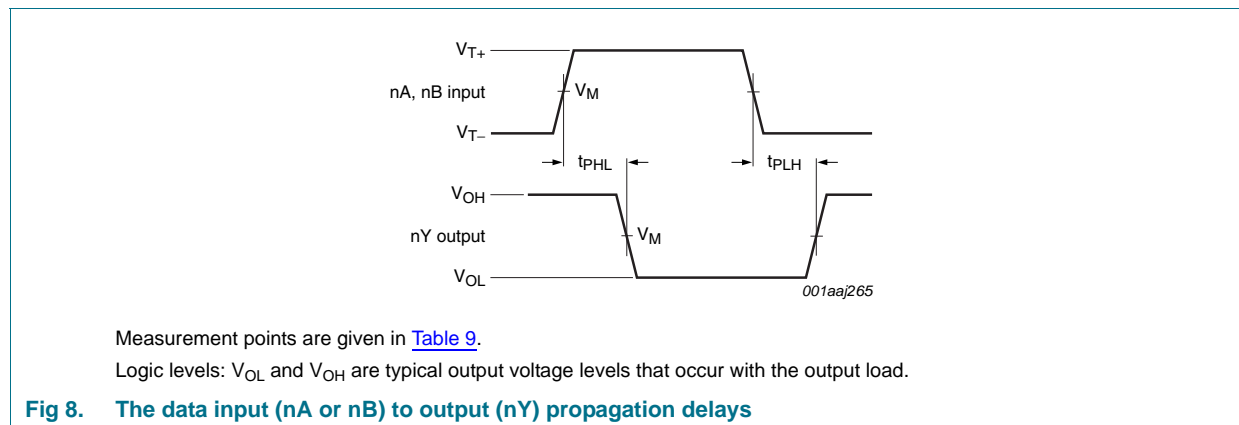 VT+
nA, nB input
VM
VT−
tPHL
tPLH
VOH
nY output
VM
VOL
001aaj265
Measurement points are given in Table 9.
Logic levels: VOL and VOH are typical output voltage levels that occur with the output load.
Fig 8. The data input (nA or nB) to output (nY) propagation delays